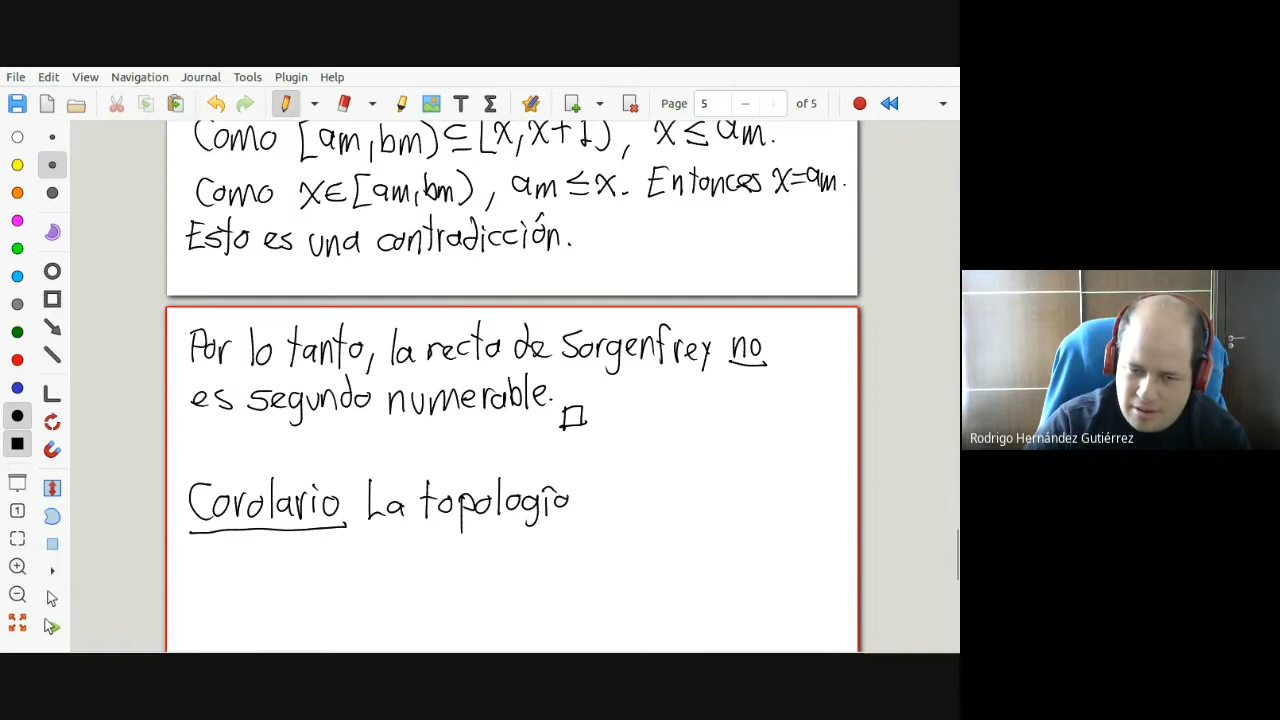 File Edit View Navigation Journal Tools Plugin Help
Page 5 of 5
Como [am, bm) ⊆ [x, x+1), x ≤ am.
Como x ∈ [am, bm), am ≤ x. Entonces x = am.
Esto es una contradicción.
Por lo tanto, la recta de Sorgenfrey no
es segundo numerable. □
Corolario La topología
Rodrigo Hernández Gutiérrez